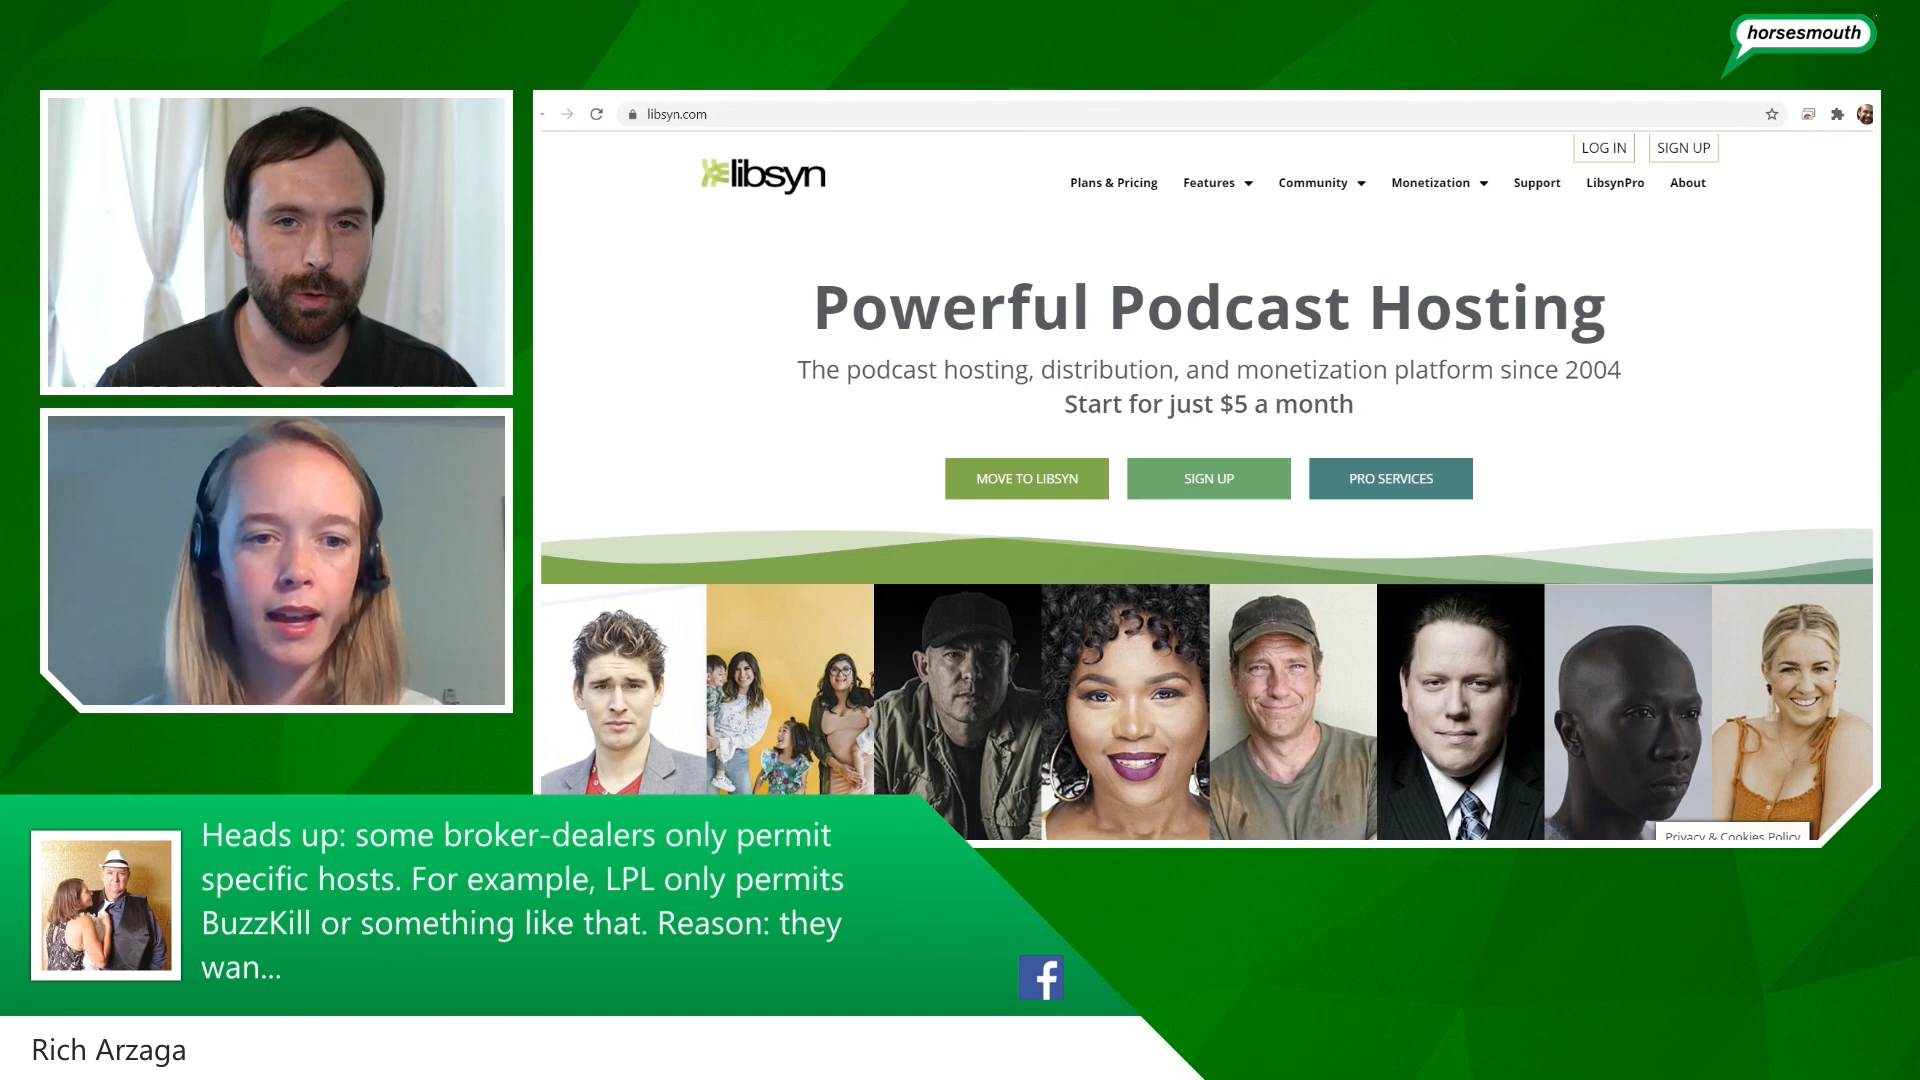 horsesmouth
libsyn.com
LOG IN
SIGN UP
libsyn
Plans & Pricing
Features
Community
Monetization
Support
LibsynPro
About
Powerful Podcast Hosting
The podcast hosting, distribution, and monetization platform since 2004
Start for just $5 a month
MOVE TO LIBSYN
SIGN UP
PRO SERVICES
Privacy & Cookies Policy
Heads up: some broker-dealers only permit
specific hosts. For example, LPL only permits
BuzzKill or something like that. Reason: they
wan...
f
Rich Arzaga